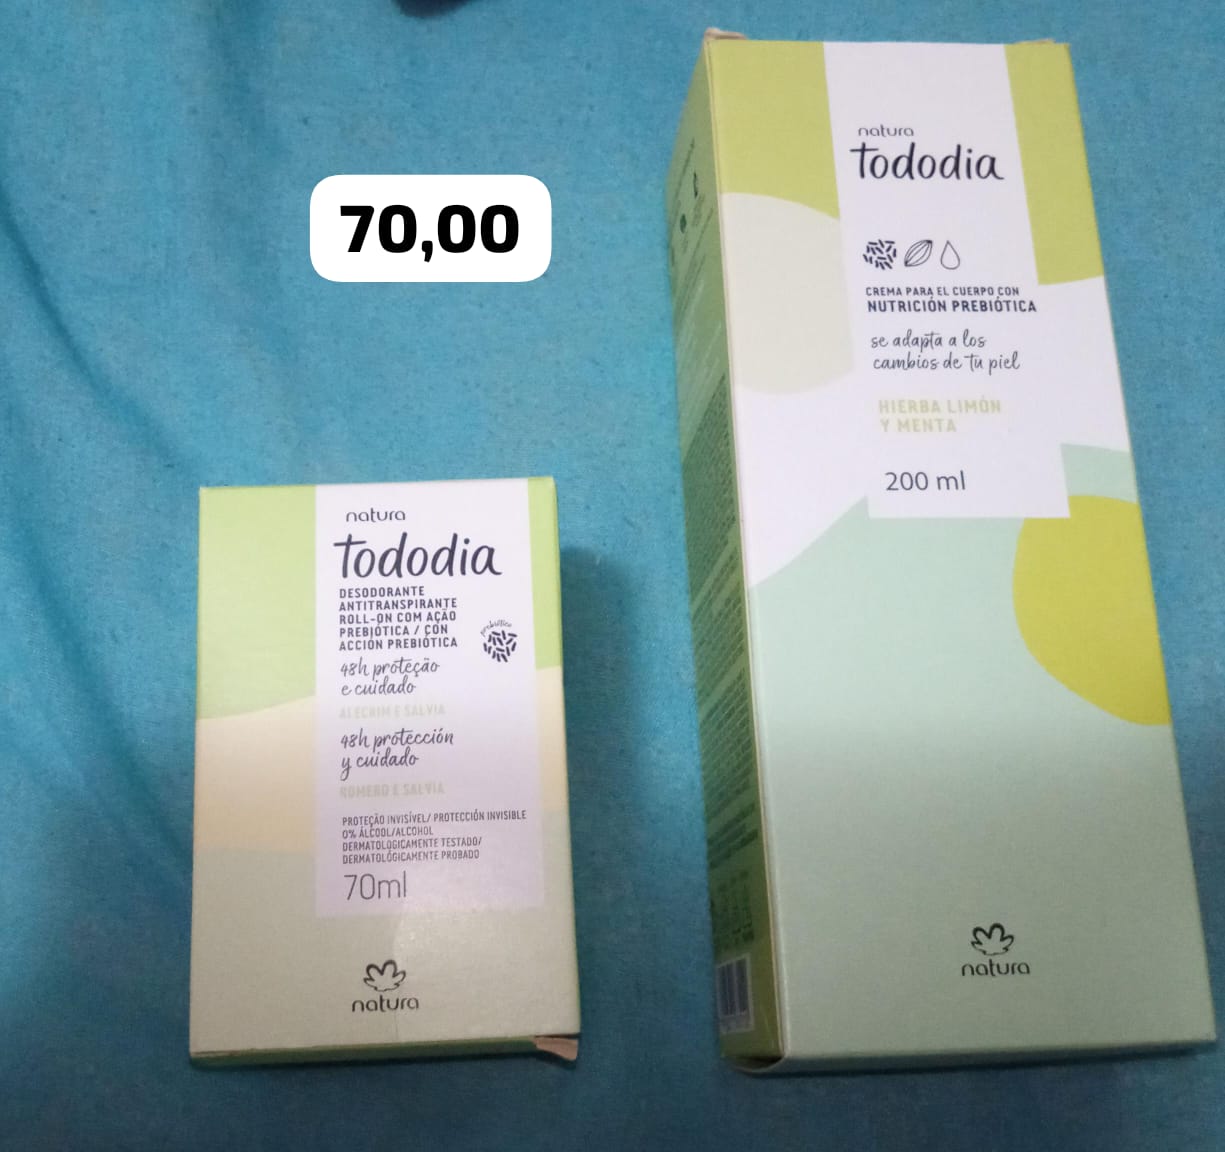 70,00
natura
Tododia
DESODORANTE
ANTITRANSPIRANTE
ROLL-ON COM AÇÃO
PREBIÓTICA / CON
ACCIÓN PREBIÓTICA
prebiótico
48h proteção
e cuidado
ALECRIM E SALVIA
48h protección
y cuidado
ROMERO E SALVIA
PROTEÇÃO INVISÍVEL/ PROTECCIÓN INVISIBLE
0% ÁLCOOL/ALCOHOL
DERMATOLOGICAMENTE TESTADO/
DERMATOLÓGICAMENTE PROBADO
70ml
natura
natura
Tododia
CREMA PARA EL CUERPO CON
NUTRICIÓN PREBIÓTICA
se adapta a los
cambios de tu piel
HIERBA LIMÓN
Y MENTA
200 ml
natura